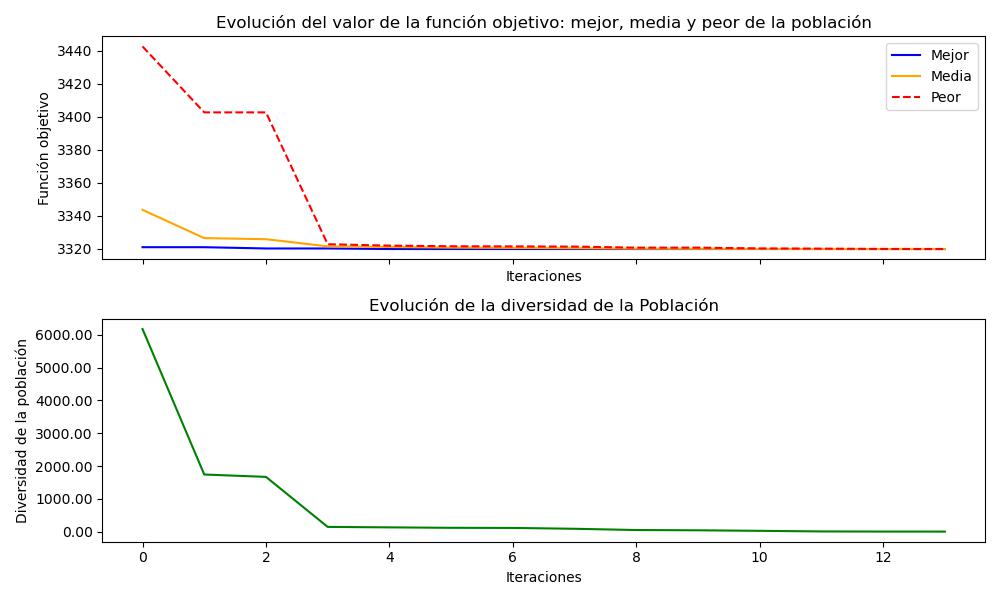 Evolución del valor de la función objetivo: mejor, media y peor de la población
Función objetivo
3440
3420
3400
3380
3360
3340
3320
Mejor
Media
Peor
Iteraciones
Evolución de la diversidad de la Población
Diversidad de la población
6000.00
5000.00
4000.00
3000.00
2000.00
1000.00
0.00
0 2 4 6 8 10 12
Iteraciones